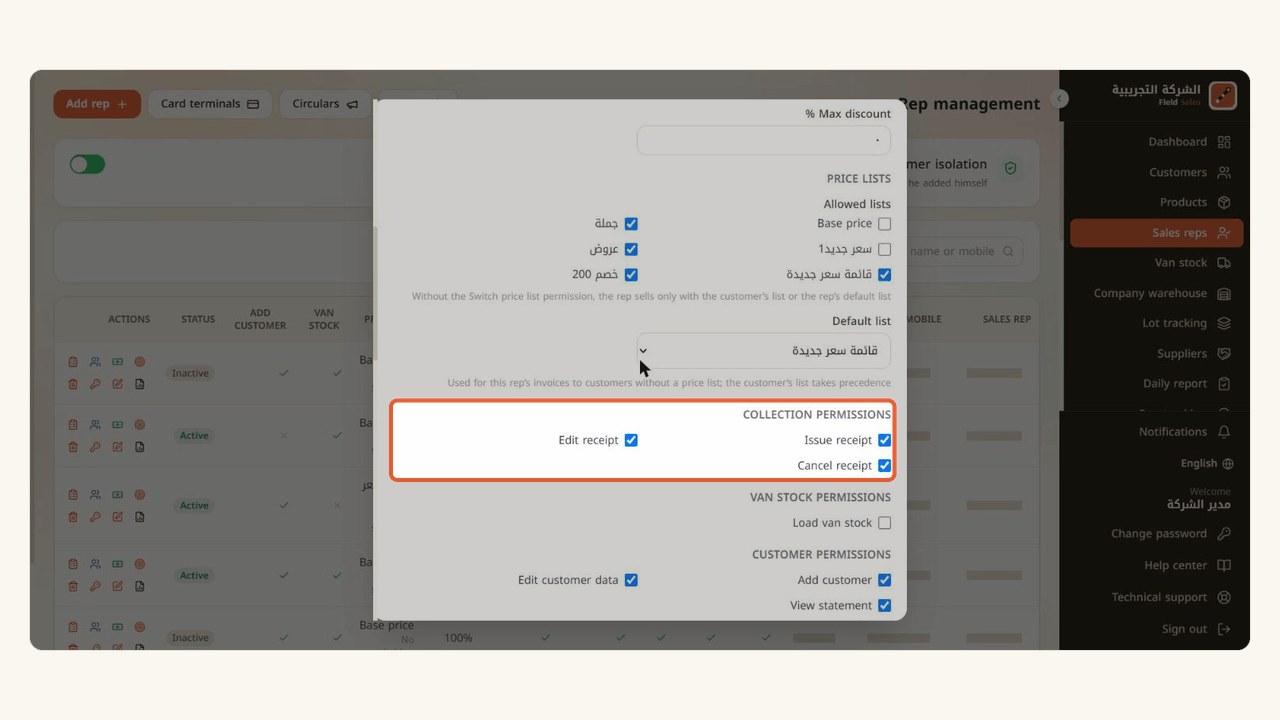 Add rep
Card terminals
Circulars
Rep management
الشركة التجريبية
Field Sales
mer isolation
he added himself
name or mobile
ACTIONS
STATUS
ADD CUSTOMER
VAN STOCK
MOBILE
SALES REP
Inactive
Active
Active
Active
Inactive
Base price
No
100%
% Max discount
PRICE LISTS
Allowed lists
Base price
جملة
سعر جديد1
عروض
قائمة سعر جديدة
خصم 200
Without the Switch price list permission, the rep sells only with the customer's list or the rep's default list
Default list
قائمة سعر جديدة
Used for this rep's invoices to customers without a price list; the customer's list takes precedence
COLLECTION PERMISSIONS
Issue receipt
Edit receipt
Cancel receipt
VAN STOCK PERMISSIONS
Load van stock
CUSTOMER PERMISSIONS
Add customer
Edit customer data
View statement
Dashboard
Customers
Products
Sales reps
Van stock
Company warehouse
Lot tracking
Suppliers
Daily report
Notifications
English
Welcome
مدير الشركة
Change password
Help center
Technical support
Sign out